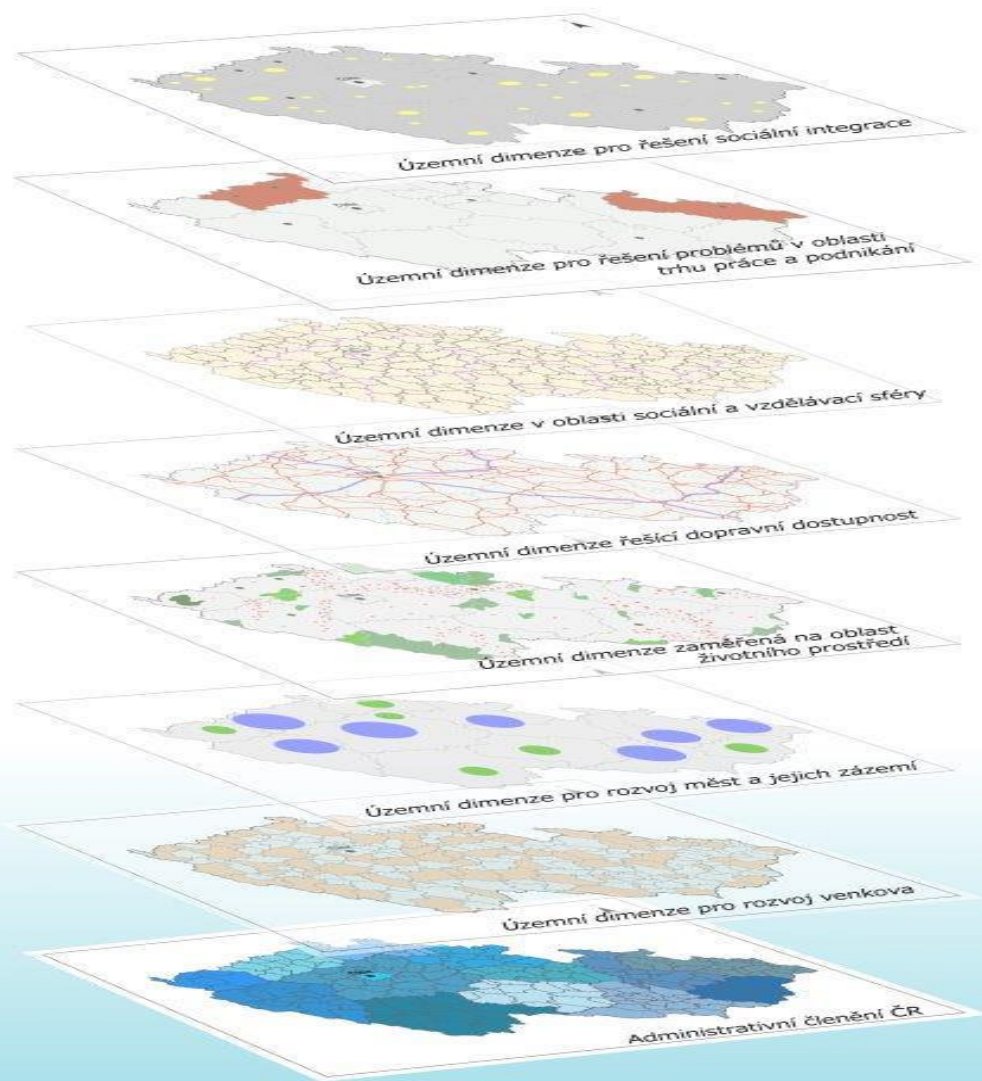 Územní dimenze pro řešení sociální integrace
Územní dimenze pro řešení problémů v oblasti
trhu práce a podnikání
Územní dimenze v oblasti sociální a vzdělávací sféry
Územní dimenze řešící dopravní dostupnost
Územní dimenze zaměřená na oblast
životního prostředí
Územní dimenze pro rozvoj měst a jejich zázemí
Územní dimenze pro rozvoj venkova
Administrativní členění ČR